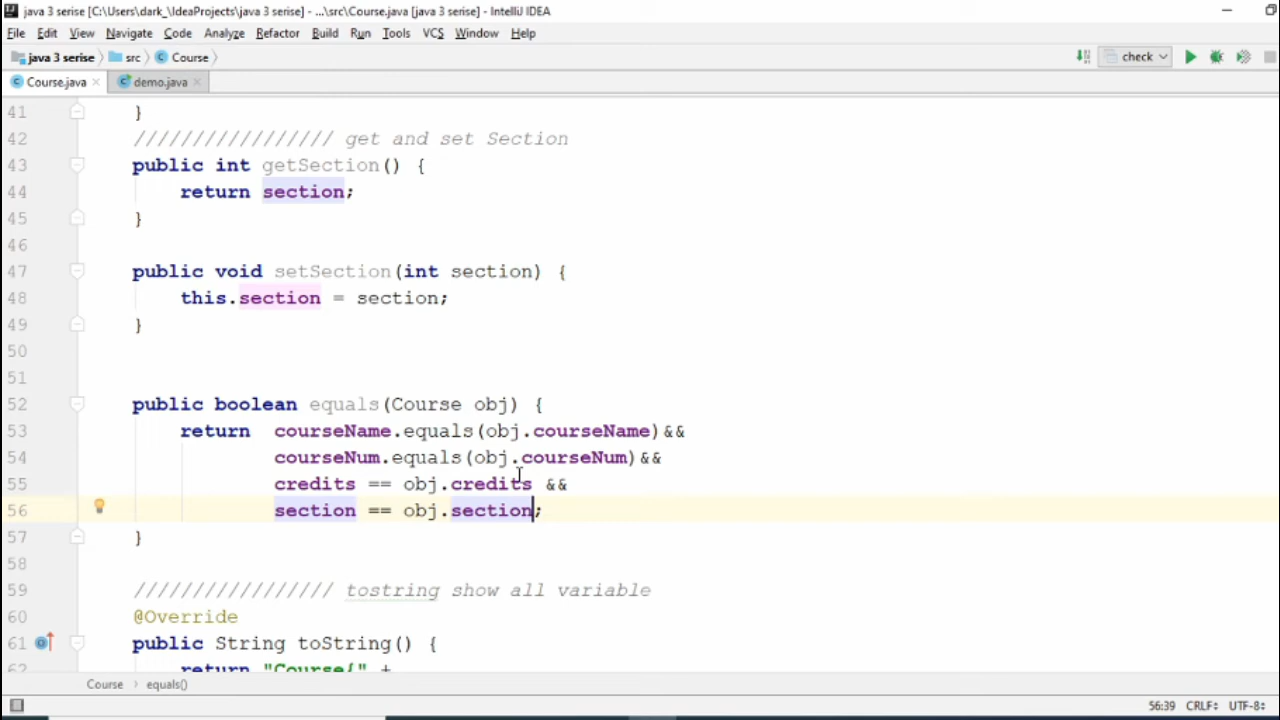 java 3 serise [C:\Users\dark_\IdeaProjects\java 3 serise] - ...\src\Course.java [java 3 serise] - IntelliJ IDEA
File Edit View Navigate Code Analyze Refactor Build Run Tools VCS Window Help
java 3 serise src Course check
Course.java demo.java
41 }
42 ///////////////// get and set Section
43 public int getSection() {
44 return section;
45 }
46
47 public void setSection(int section) {
48 this.section = section;
49 }
50
51
52 public boolean equals(Course obj) {
53 return courseName.equals(obj.courseName)&&
54 courseNum.equals(obj.courseNum)&&
55 credits == obj.credits &&
56 section == obj.section;
57 }
58
59 ///////////////// tostring show all variable
60 @Override
61 public String toString() {
62 return "Course{" +
Course equals()
56:39 CRLF UTF-8